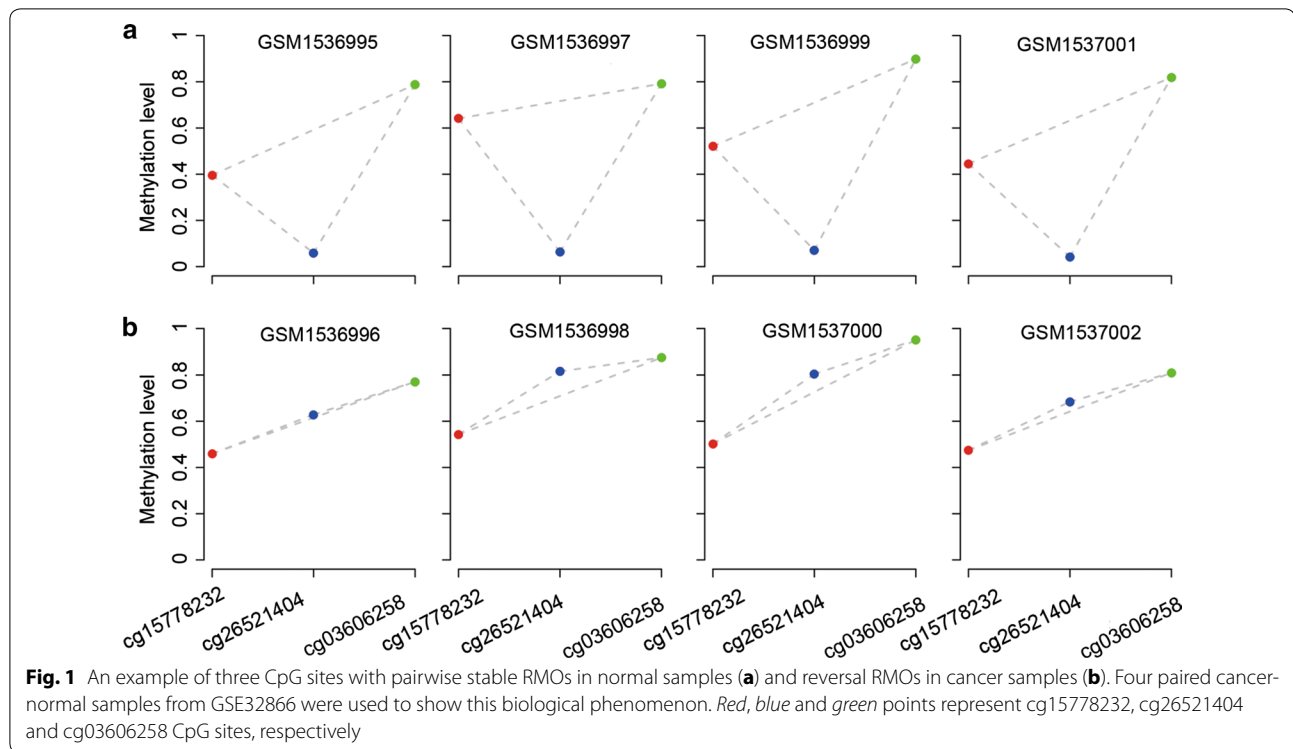 a
GSM1536995 GSM1536997 GSM1536999 GSM1537001
Methylation level
1
0.8
0.6
0.4
0.2
0
b
GSM1536996 GSM1536998 GSM1537000 GSM1537002
Methylation level
1
0.8
0.6
0.4
0.2
0
cg15778232 cg26521404 cg03606258 cg15778232 cg26521404 cg03606258 cg15778232 cg26521404 cg03606258 cg15778232 cg26521404 cg03606258
Fig. 1 An example of three CpG sites with pairwise stable RMOs in normal samples (a) and reversal RMOs in cancer samples (b). Four paired cancer-
normal samples from GSE32866 were used to show this biological phenomenon. Red, blue and green points represent cg15778232, cg26521404
and cg03606258 CpG sites, respectively